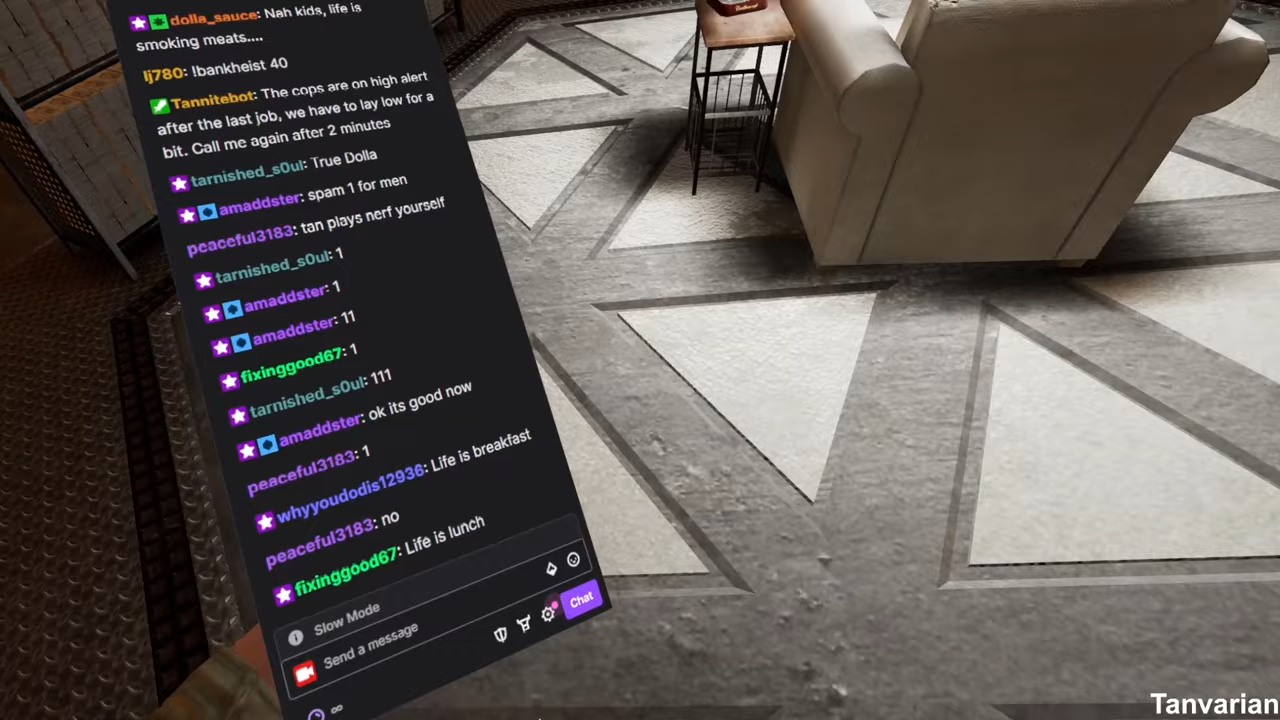 dolla_sauce: Nah kids, life is
smoking meats....
lj780: !bankheist 40
Tannitebot: The cops are on high alert
after the last job, we have to lay low for a
bit. Call me again after 2 minutes
tarnished_s0ul: True Dolla
amaddster: spam 1 for men
peaceful3183: tan plays nerf yourself
tarnished_s0ul: 1
amaddster: 1
amaddster: 11
fixinggood67: 1
tarnished_s0ul: 111
amaddster: ok its good now
peaceful3183: 1
whyyoudodis12936: Life is breakfast
peaceful3183: no
fixinggood67: Life is lunch
Slow Mode
Send a message
Chat
∞
Tanvarian